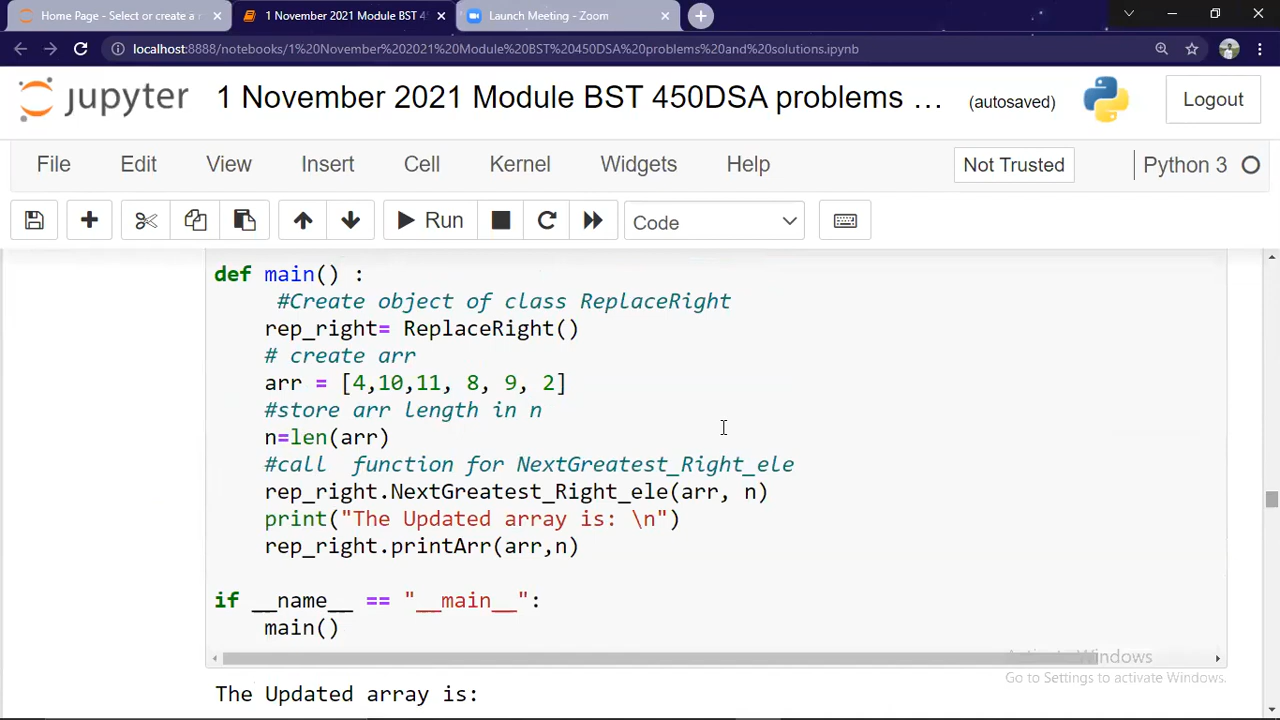 Home Page - Select or create a n
1 November 2021 Module BST 4
Launch Meeting - Zoom
localhost:8888/notebooks/1%20November%202021%20Module%20BST%20450DSA%20problems%20and%20solutions.ipynb
jupyter 1 November 2021 Module BST 450DSA problems ... (autosaved) Logout
File Edit View Insert Cell Kernel Widgets Help Not Trusted Python 3
Run Code
def main() :
#Create object of class ReplaceRight
rep_right= ReplaceRight()
# create arr
arr = [4,10,11, 8, 9, 2]
#store arr length in n
n=len(arr)
#call  function for NextGreatest_Right_ele
rep_right.NextGreatest_Right_ele(arr, n)
print("The Updated array is: \n")
rep_right.printArr(arr,n)
if __name__ == "__main__":
main()
Activate Windows
Go to Settings to activate Windows.
The Updated array is: